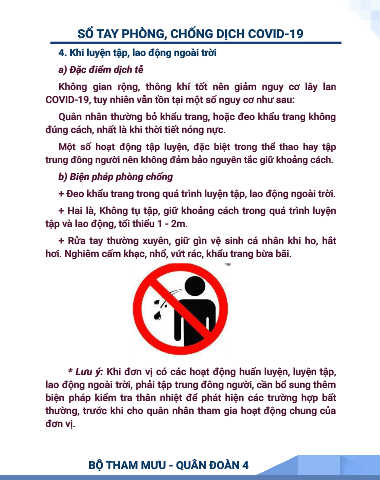 SỔ TAY PHÒNG, CHỐNG DỊCH COVID-19
4. Khi luyện tập, lao động ngoài trời
a) Đặc điểm dịch tễ
Không gian rộng, thông khí tốt nên giảm nguy cơ lây lan
COVID-19, tuy nhiên vẫn tồn tại một số nguy cơ như sau:
Quân nhân thường bỏ khẩu trang, hoặc đeo khẩu trang không
đúng cách, nhất là khi thời tiết nóng nực.
Một số hoạt động tập luyện, đặc biệt trong thể thao hay tập
trung đông người nên không đảm bảo nguyên tắc giữ khoảng cách.
b) Biện pháp phòng chống
+ Đeo khẩu trang trong quá trình luyện tập, lao động ngoài trời.
+ Hai là, Không tụ tập, giữ khoảng cách trong quá trình luyện
tập và lao động, tối thiểu 1 - 2m.
+ Rửa tay thường xuyên, giữ gìn vệ sinh cá nhân khi ho, hắt
hơi. Nghiêm cấm khạc, nhổ, vứt rác, khẩu trang bừa bãi.
* Lưu ý: Khi đơn vị có các hoạt động huấn luyện, luyện tập,
lao động ngoài trời, phải tập trung đông người, cần bổ sung thêm
biện pháp kiểm tra thân nhiệt để phát hiện các trường hợp bất
thường, trước khi cho quân nhân tham gia hoạt động chung của
đơn vị.
BỘ THAM MƯU - QUÂN ĐOÀN 4